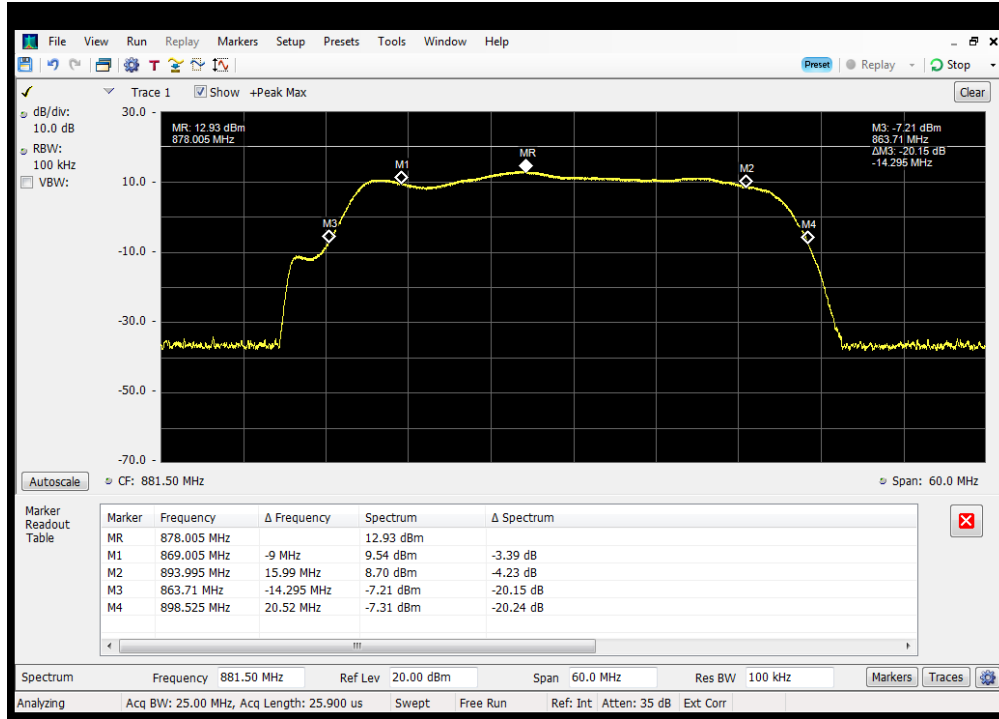 File View Run Replay Markers Setup Presets Tools Window Help
Preset Replay Stop
Trace 1 Show +Peak Max Clear
dB/div:
10.0 dB
RBW:
100 kHz
VBW:
30.0
10.0
-10.0
-30.0
-50.0
-70.0
MR: 12.93 dBm
878.005 MHz
M3: -7.21 dBm
863.71 MHz
ΔM3: -20.15 dB
-14.295 MHz
MR
M1
M2
M3
M4
Autoscale CF: 881.50 MHz Span: 60.0 MHz
Marker
Readout
Table
Marker Frequency Δ Frequency Spectrum Δ Spectrum
MR 878.005 MHz 12.93 dBm
M1 869.005 MHz -9 MHz 9.54 dBm -3.39 dB
M2 893.995 MHz 15.99 MHz 8.70 dBm -4.23 dB
M3 863.71 MHz -14.295 MHz -7.21 dBm -20.15 dB
M4 898.525 MHz 20.52 MHz -7.31 dBm -20.24 dB
Spectrum Frequency 881.50 MHz Ref Lev 20.00 dBm Span 60.0 MHz Res BW 100 kHz Markers Traces
Analyzing Acq BW: 25.00 MHz, Acq Length: 25.900 us Swept Free Run Ref: Int Atten: 35 dB Ext Corr